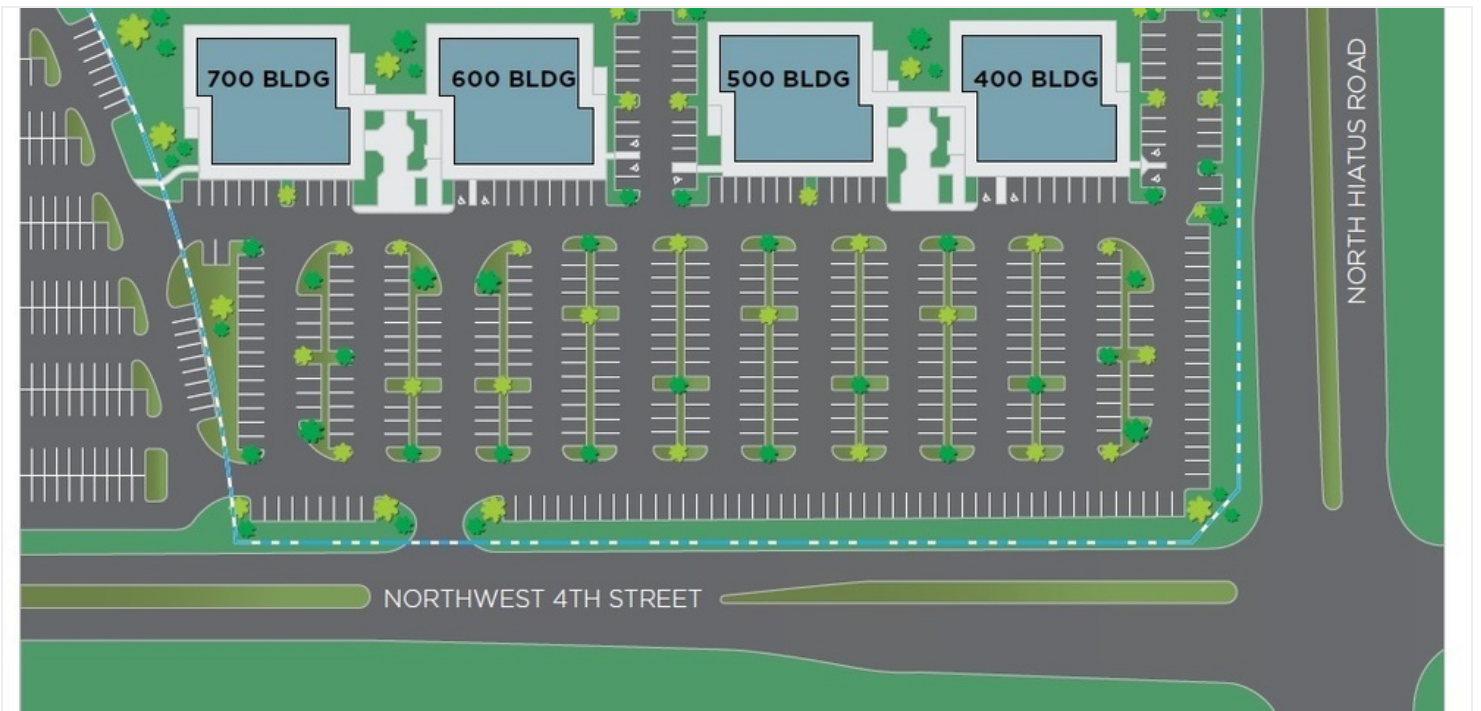 700 BLDG
600 BLDG
500 BLDG
400 BLDG
NORTH HIATUS ROAD
NORTHWEST 4TH STREET